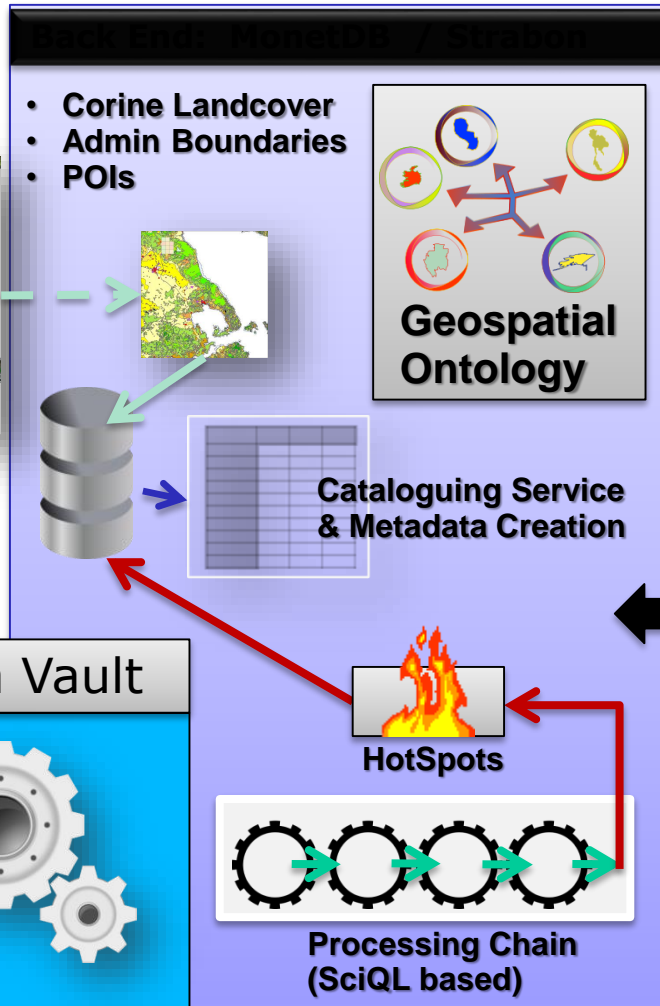 Back End: MonetDB / Strabon
• Corine Landcover
• Admin Boundaries
• POIs
Geospatial
Ontology
Cataloguing Service
& Metadata Creation
Vault
HotSpots
Processing Chain
(SciQL based)